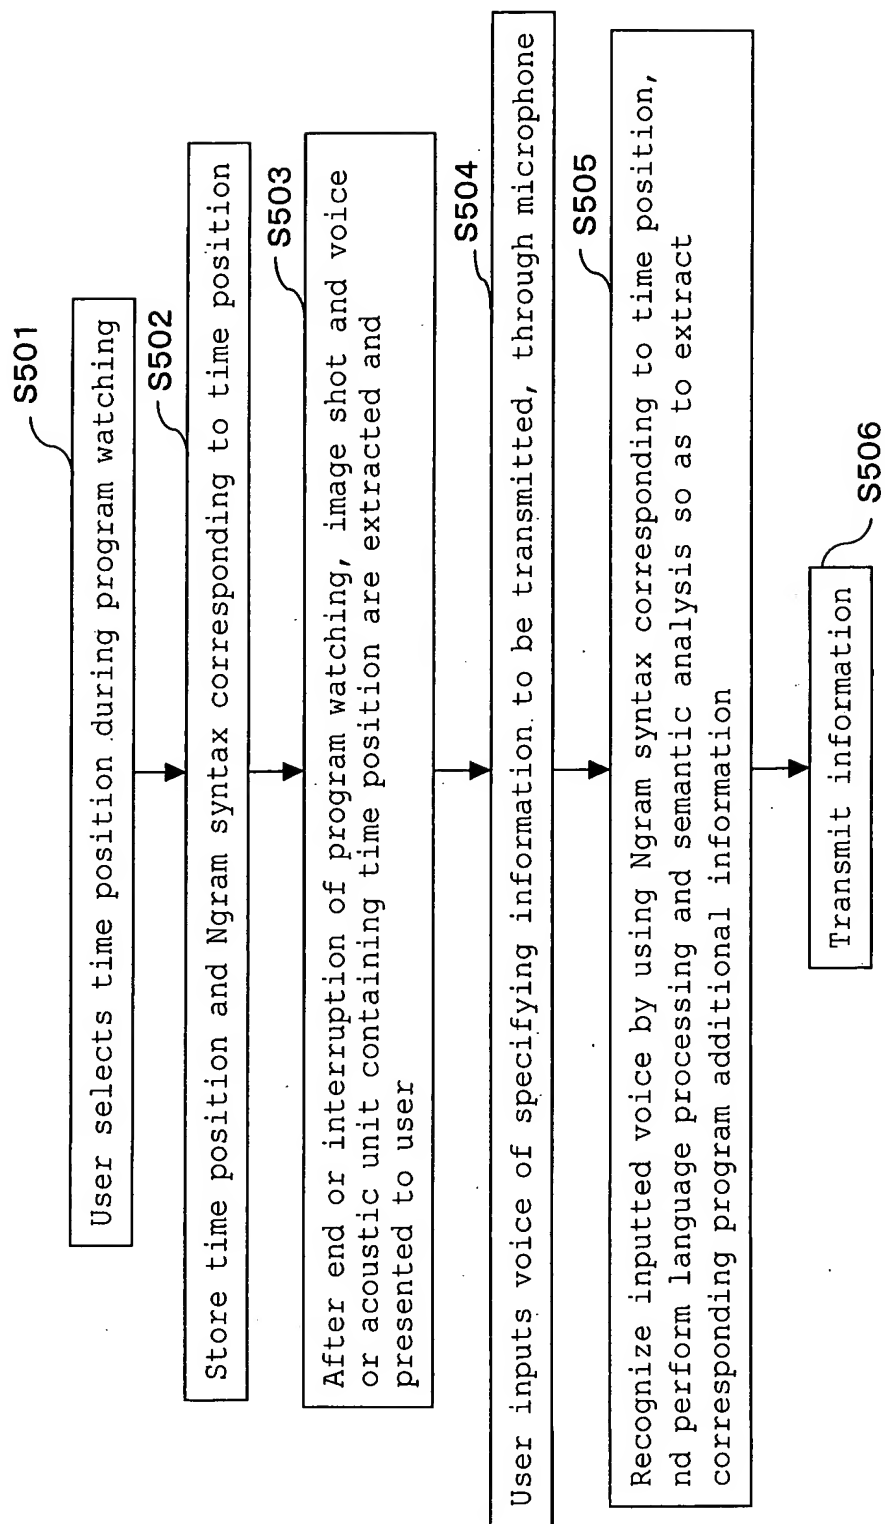 S501
User selects time position during program watching
S502
Store time position and Ngram syntax corresponding to time position
S503
After end or interruption of program watching, image shot and voice
or acoustic unit containing time position are extracted and
presented to user
S504
User inputs voice of specifying information to be transmitted, through microphone
S505
Recognize inputted voice by using Ngram syntax corresponding to time position,
nd perform language processing and semantic analysis so as to extract
corresponding program additional information
S506
Transmit information